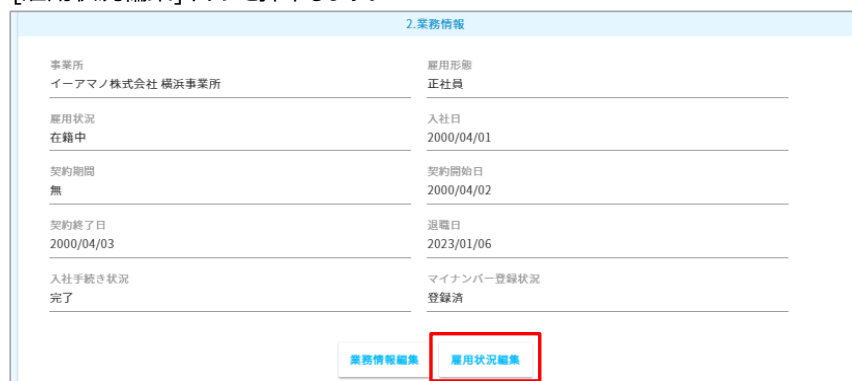 2.業務情報
事業所
イーアマノ株式会社 横浜事業所
雇用形態
正社員
雇用状況
在籍中
入社日
2000/04/01
契約期間
無
契約開始日
2000/04/02
契約終了日
2000/04/03
退職日
2023/01/06
入社手続き状況
完了
マイナンバー登録状況
登録済
業務情報編集
雇用状況編集